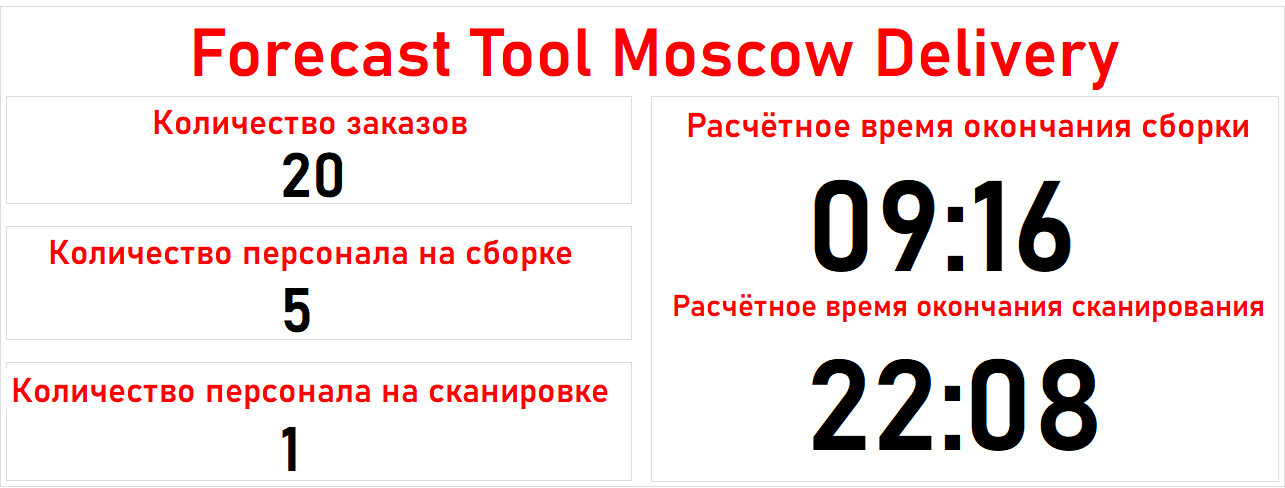 Forecast Tool Moscow Delivery
Количество заказов
20
Количество персонала на сборке
5
Количество персонала на сканировке
1
Расчётное время окончания сборки
09:16
Расчётное время окончания сканирования
22:08